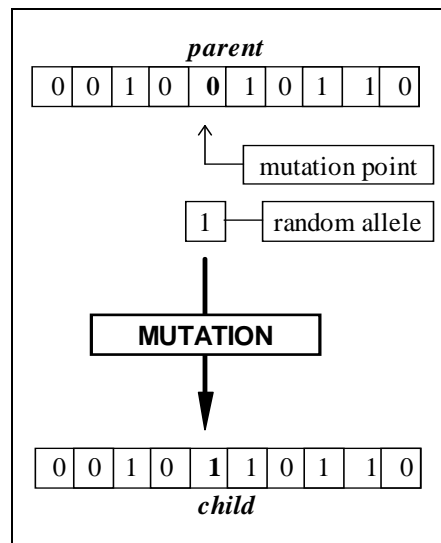 parent
0 0 1 0 0 1 0 1 1 0
mutation point
1 random allele
MUTATION
0 0 1 0 1 1 0 1 1 0
child